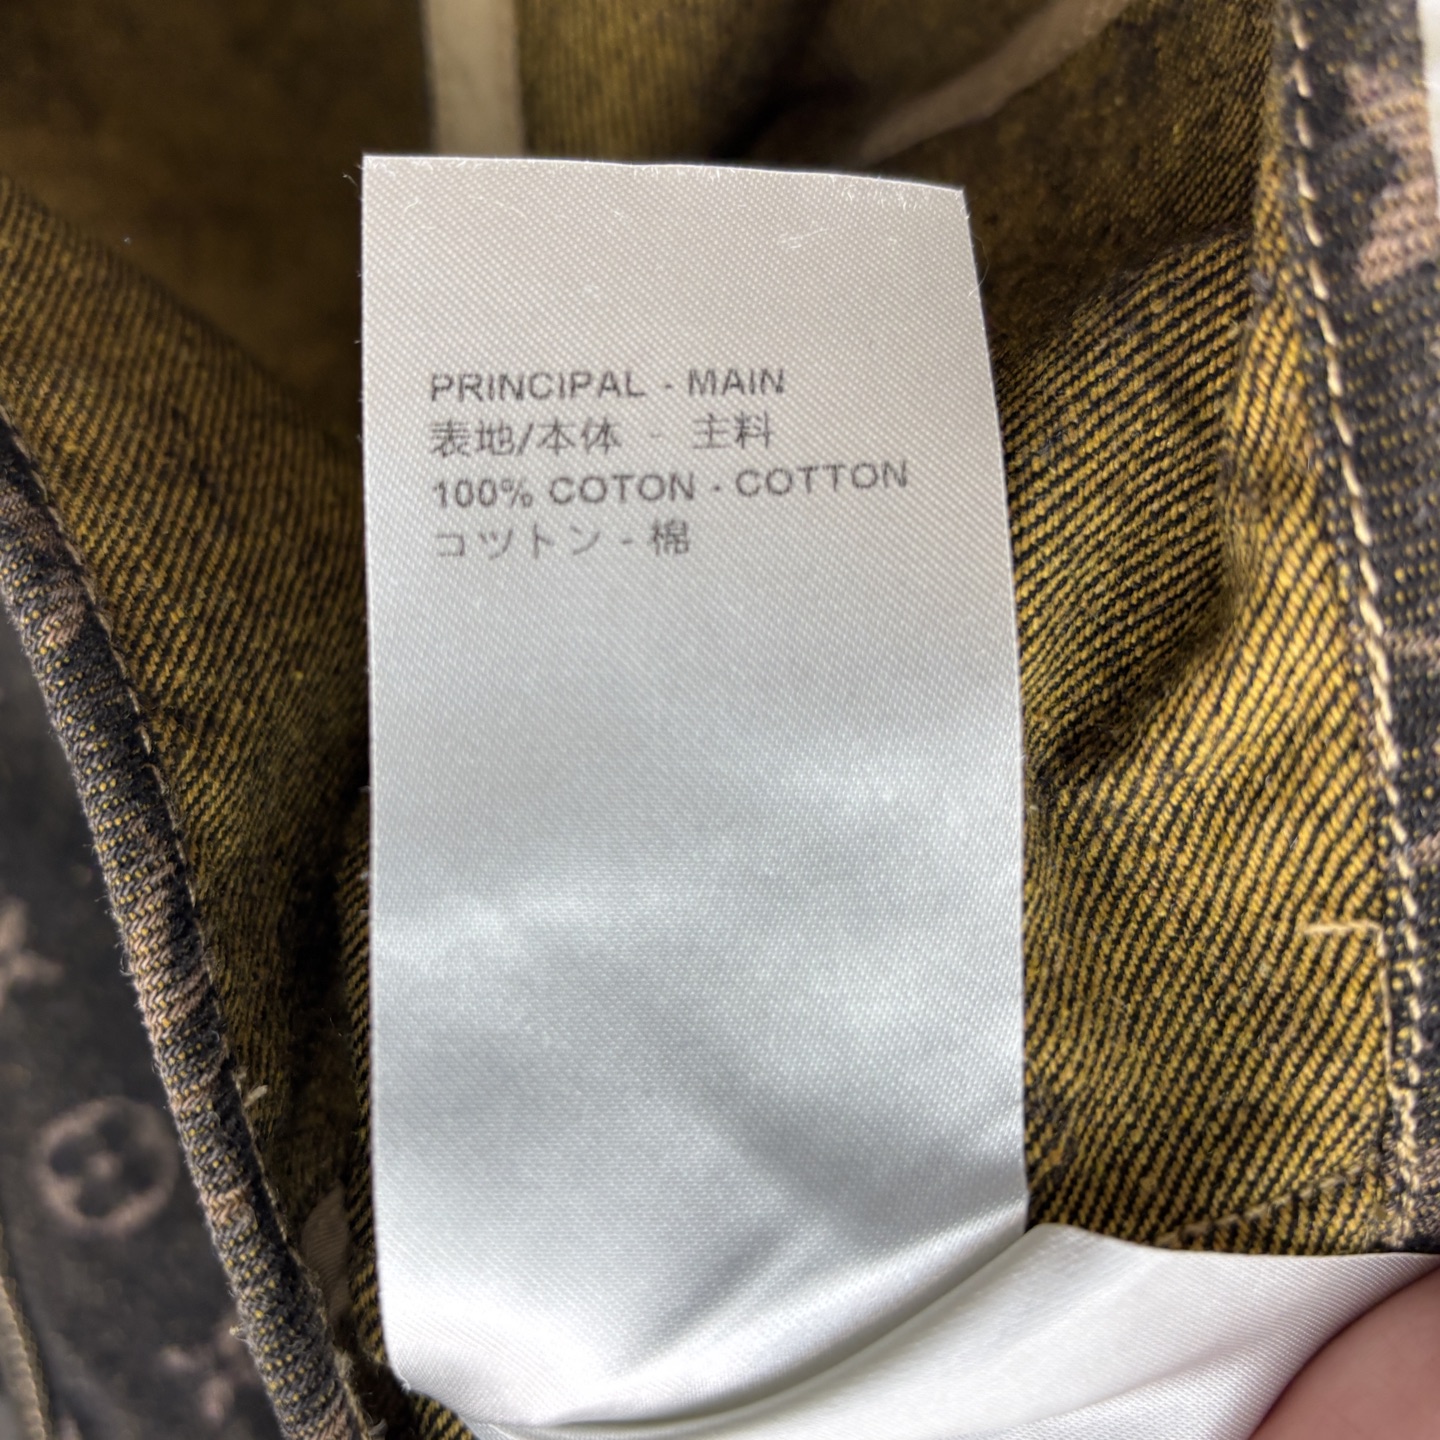 PRINCIPAL - MAIN
表地/本体 - 主料
100% COTON - COTTON
コットン - 棉